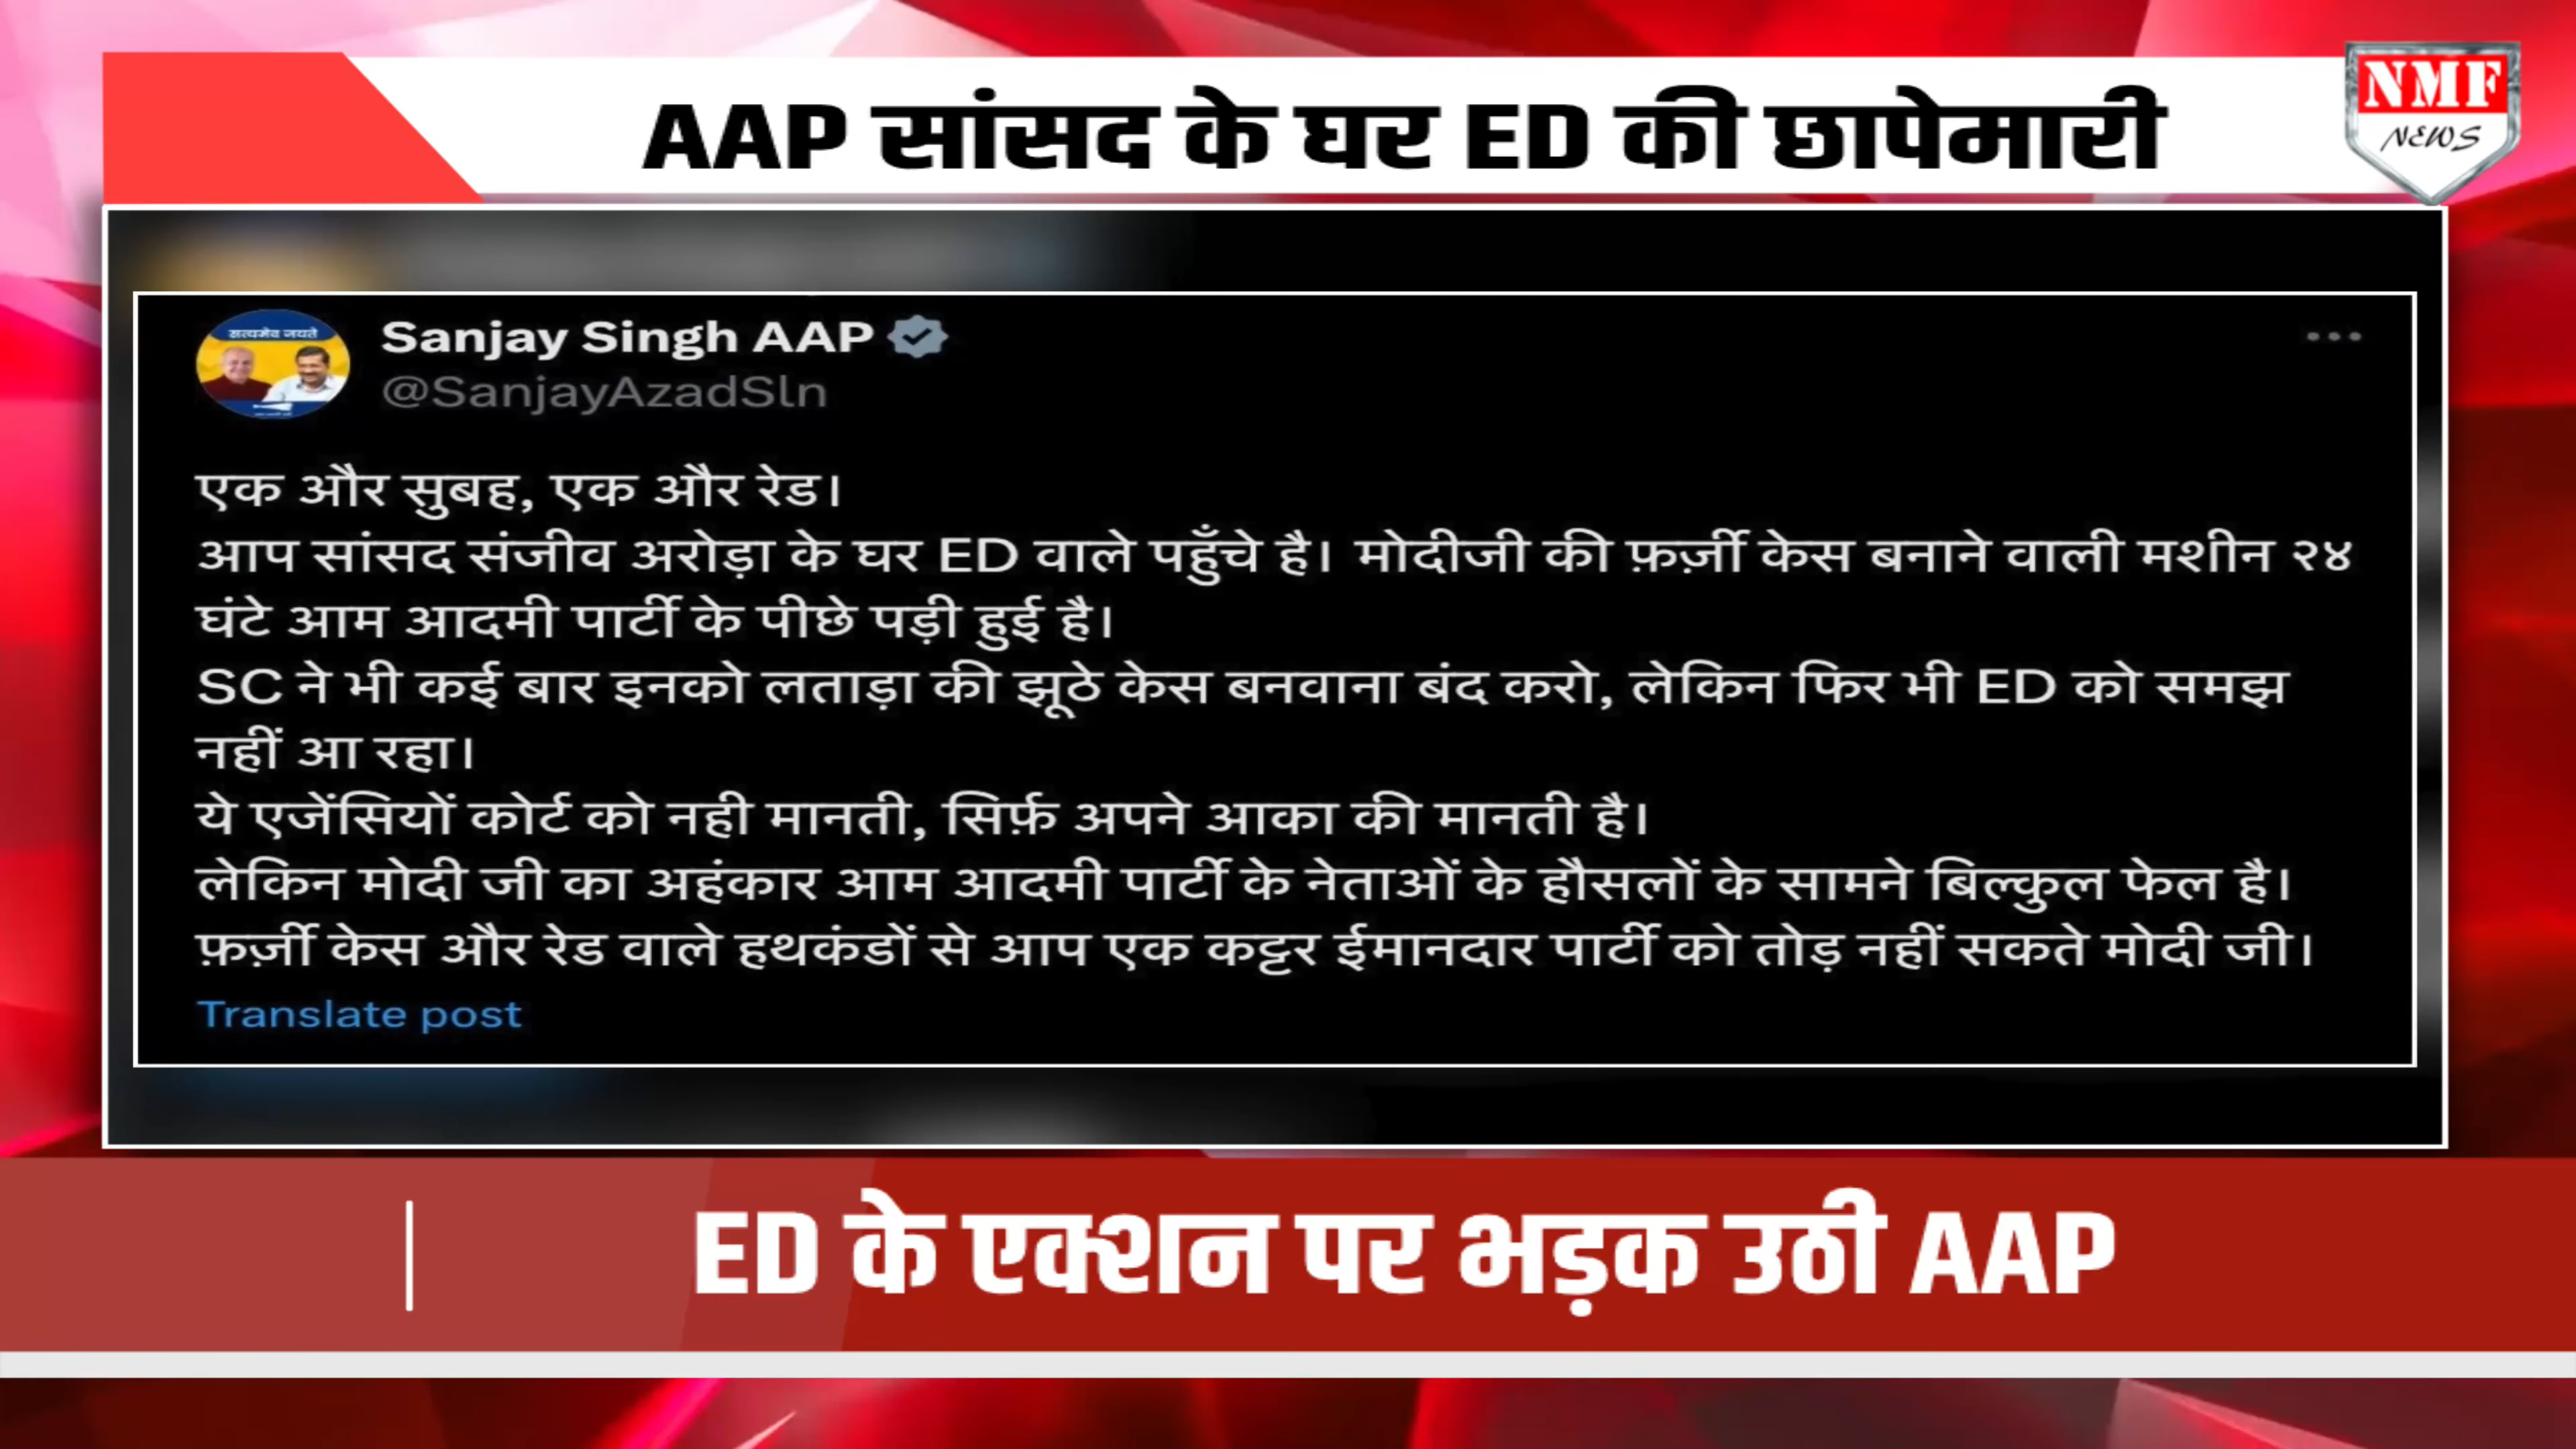 AAP सांसद के घर ED की छापेमारी
NMF
NEWS
सत्यमेव जयते
Sanjay Singh AAP
@SanjayAzadSln
एक और सुबह, एक और रेड।
आप सांसद संजीव अरोड़ा के घर ED वाले पहुँचे है। मोदीजी की फ़र्ज़ी केस बनाने वाली मशीन २४
घंटे आम आदमी पार्टी के पीछे पड़ी हुई है।
SC ने भी कई बार इनको लताड़ा की झूठे केस बनवाना बंद करो, लेकिन फिर भी ED को समझ
नहीं आ रहा।
ये एजेंसियों कोर्ट को नही मानती, सिर्फ़ अपने आका की मानती है।
लेकिन मोदी जी का अहंकार आम आदमी पार्टी के नेताओं के हौसलों के सामने बिल्कुल फेल है।
फ़र्ज़ी केस और रेड वाले हथकंडों से आप एक कट्टर ईमानदार पार्टी को तोड़ नहीं सकते मोदी जी।
Translate post
ED के एक्शन पर भड़क उठी AAP